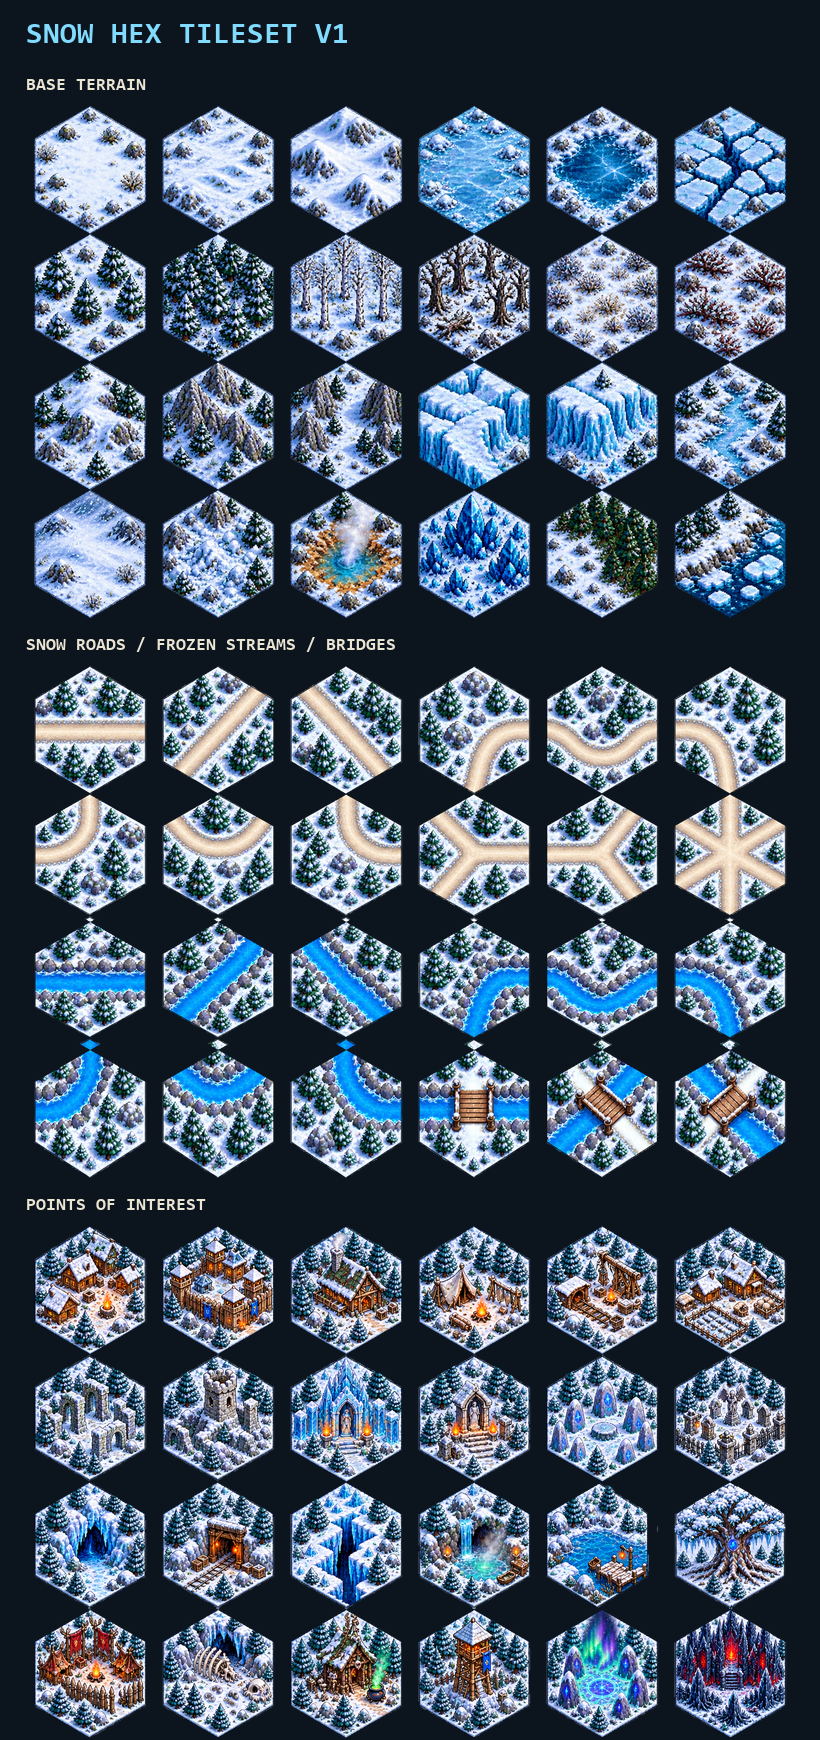 SNOW HEX TILESET V1
BASE TERRAIN
SNOW ROADS / FROZEN STREAMS / BRIDGES
POINTS OF INTEREST